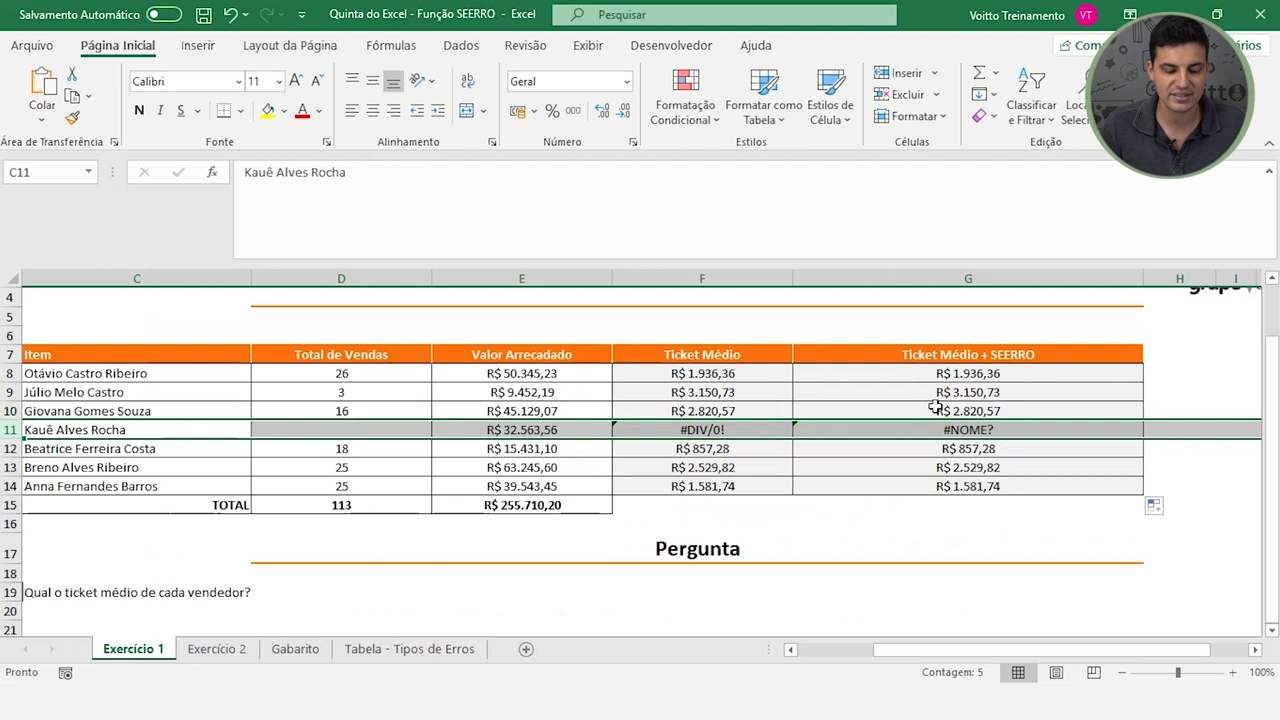 Salvamento Automático
Quinta do Excel - Função SEERRO - Excel
Pesquisar
Voitto Treinamento
VT
Arquivo
Página Inicial
Inserir
Layout da Página
Fórmulas
Dados
Revisão
Exibir
Desenvolvedor
Ajuda
Colar
Área de Transferência
Calibri
11
N I S
Fonte
Alinhamento
Geral
% 000
Número
Formatação
Condicional
Formatar como
Tabela
Estilos de
Célula
Estilos
Inserir
Excluir
Formatar
Células
Classificar
e Filtrar
Edição
C11
Kauê Alves Rocha
C D E F G H I
4
5
6
7 Item Total de Vendas Valor Arrecadado Ticket Médio Ticket Médio + SEERRO
8 Otávio Castro Ribeiro 26 R$ 50.345,23 R$ 1.936,36 R$ 1.936,36
9 Júlio Melo Castro 3 R$ 9.452,19 R$ 3.150,73 R$ 3.150,73
10 Giovana Gomes Souza 16 R$ 45.129,07 R$ 2.820,57 R$ 2.820,57
11 Kauê Alves Rocha R$ 32.563,56 #DIV/0! #NOME?
12 Beatrice Ferreira Costa 18 R$ 15.431,10 R$ 857,28 R$ 857,28
13 Breno Alves Ribeiro 25 R$ 63.245,60 R$ 2.529,82 R$ 2.529,82
14 Anna Fernandes Barros 25 R$ 39.543,45 R$ 1.581,74 R$ 1.581,74
15 TOTAL 113 R$ 255.710,20
16
17 Pergunta
18
19 Qual o ticket médio de cada vendedor?
20
21
Exercício 1
Exercício 2
Gabarito
Tabela - Tipos de Erros
Pronto
Contagem: 5
100%